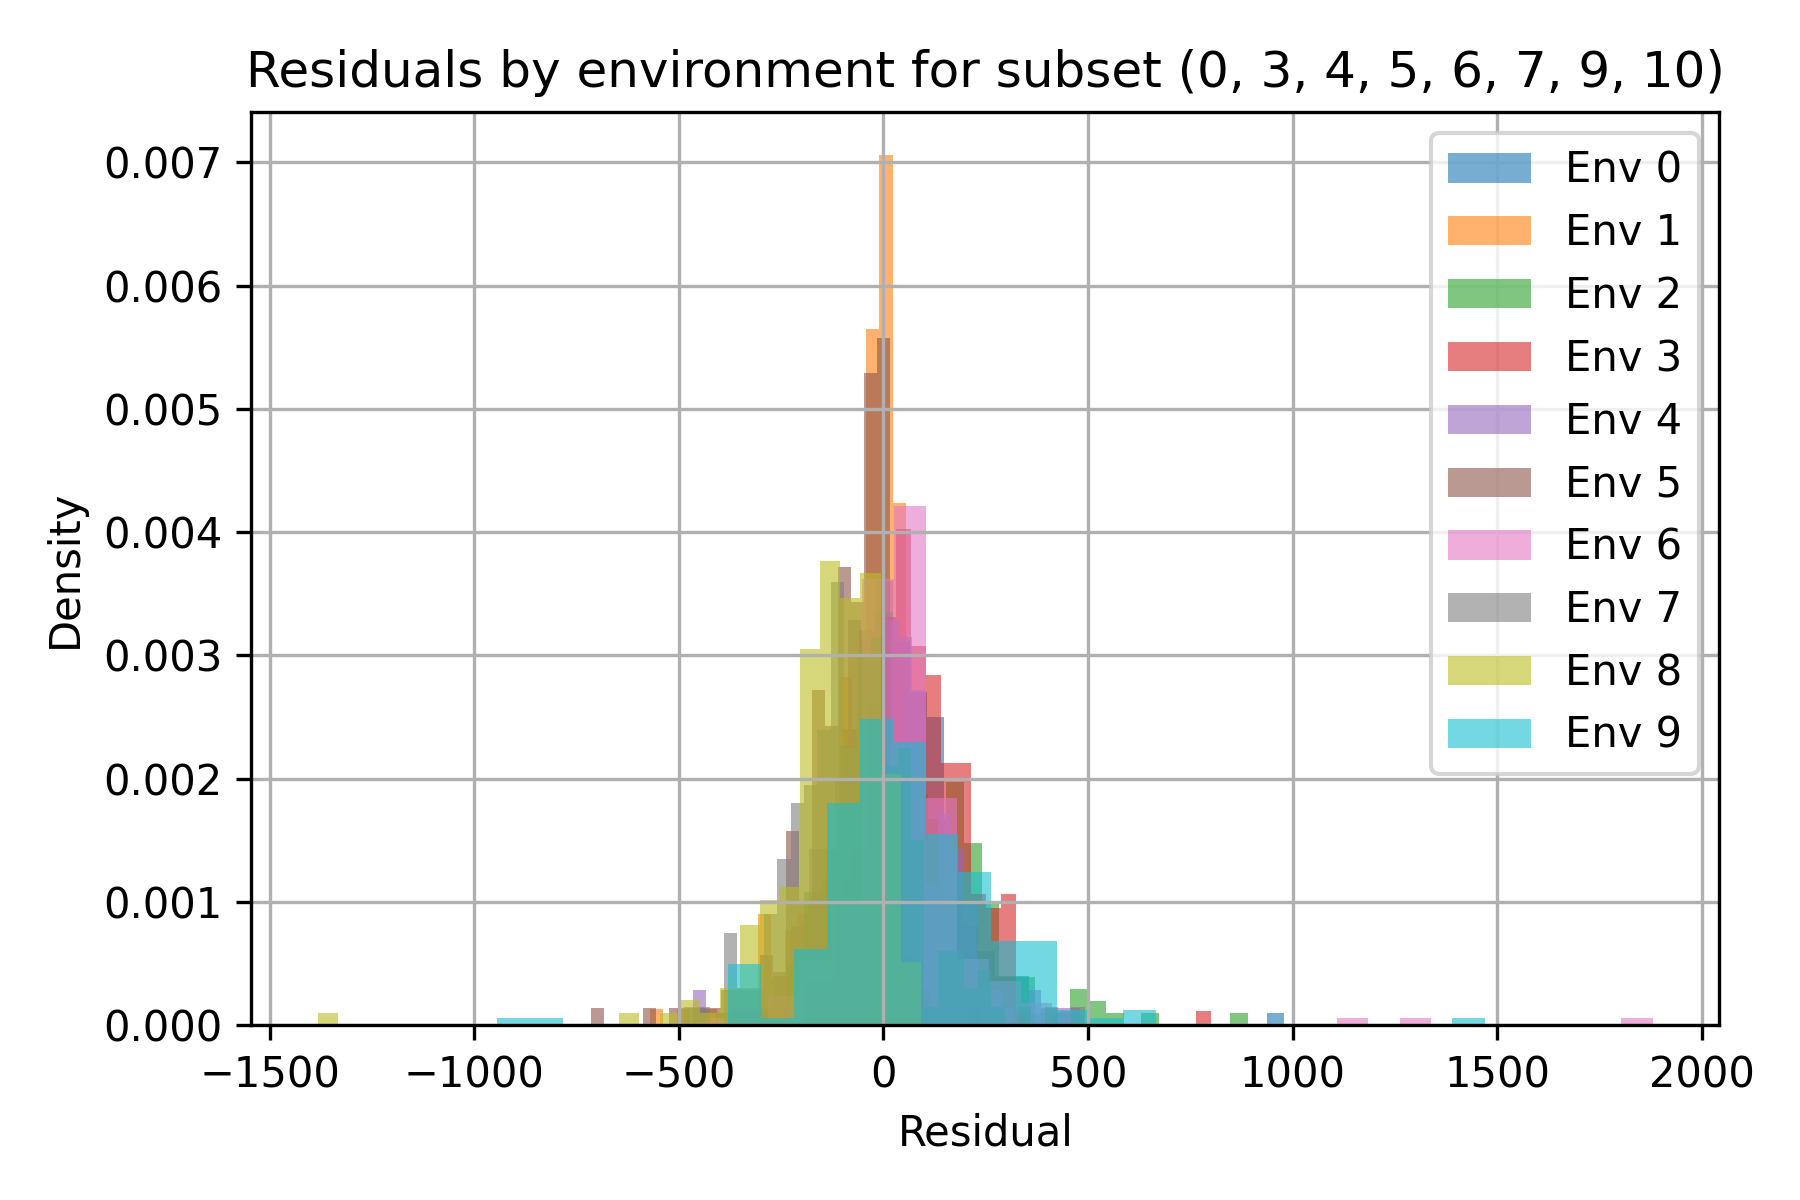 Residuals by environment for subset (0, 3, 4, 5, 6, 7, 9, 10)
0.007
0.006
0.005
0.004
0.003
0.002
0.001
0.000
Density
−1500
−1000
−500
0
500
1000
1500
2000
Residual
Env 0
Env 1
Env 2
Env 3
Env 4
Env 5
Env 6
Env 7
Env 8
Env 9